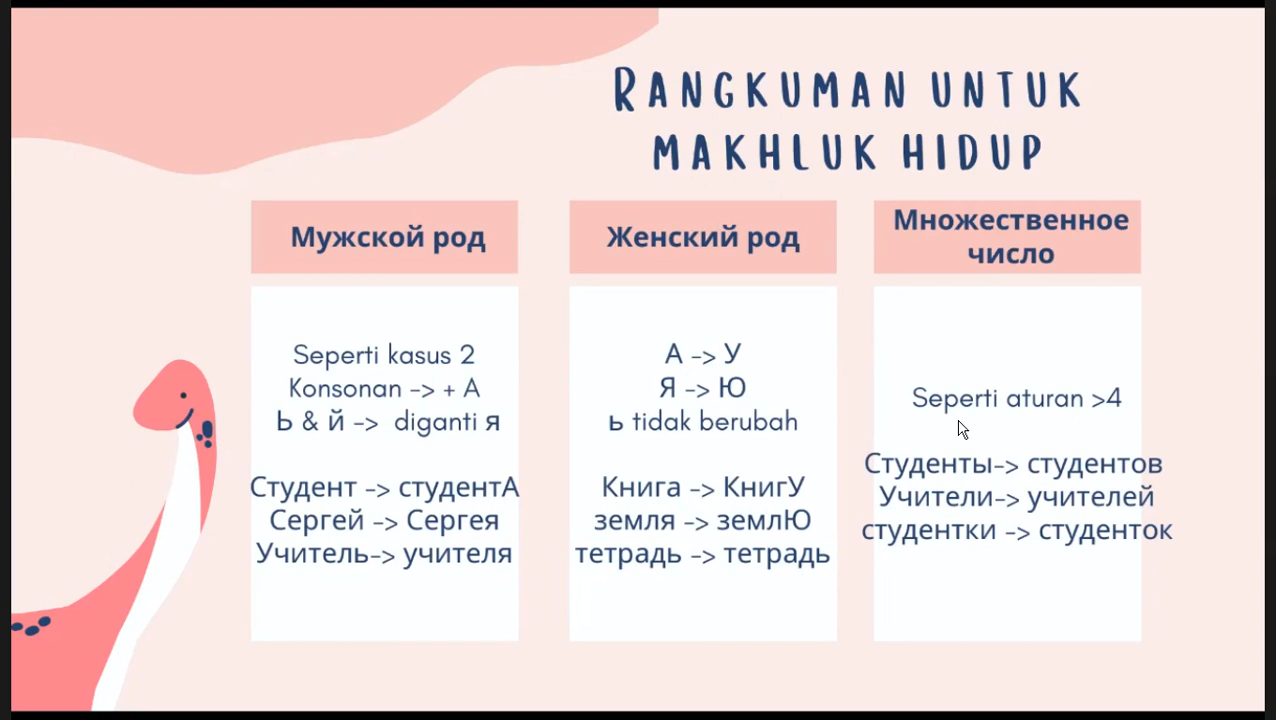 RANGKUMAN UNTUK
MAKHLUK HIDUP
Мужской род
Seperti kasus 2
Konsonan -> + А
Ь & й -> diganti я
Студент -> студентА
Сергей -> Сергея
Учитель-> учителя
Женский род
А -> У
Я -> Ю
ь tidak berubah
Книга -> КнигУ
земля -> землЮ
тетрадь -> тетрадь
Множественное
число
Seperti aturan >4
Студенты-> студентов
Учители-> учителей
студентки -> студенток